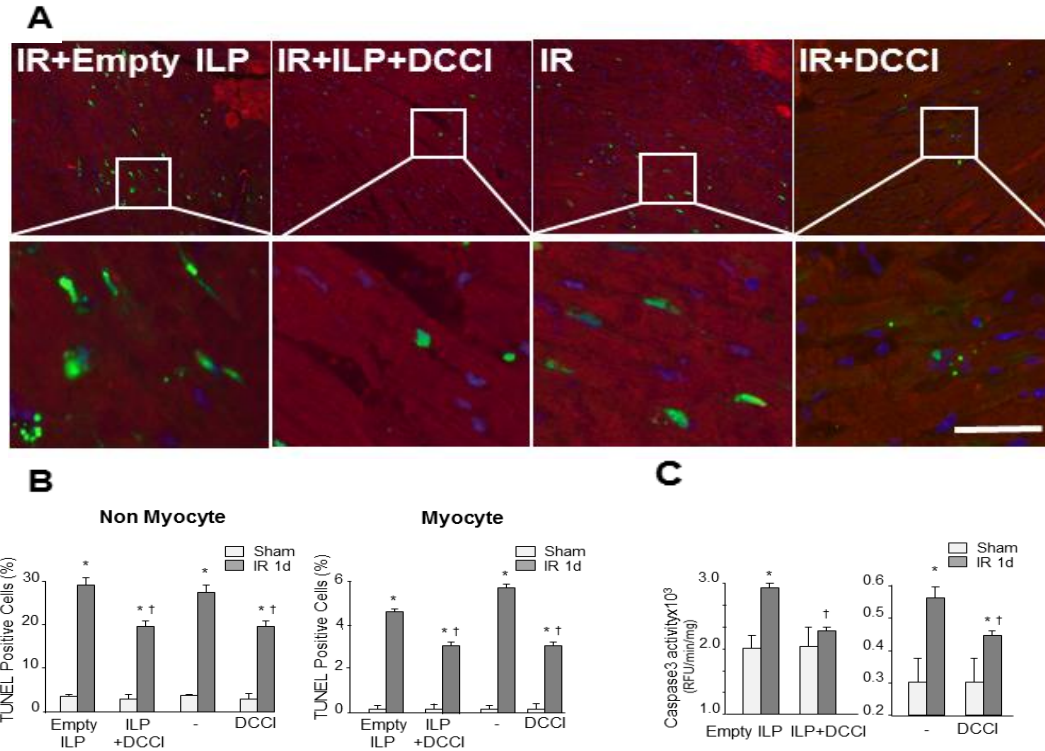 A
IR+Empty ILP IR+ILP+DCCI IR IR+DCCI
B
Non Myocyte
Sham
IR 1d
TUNEL Positive Cells (%)
30
20
10
0
*
* †
*
* †
Empty
ILP
ILP
+DCCI
-
DCCI
Myocyte
Sham
IR 1d
TUNEL Positive Cells (%)
6
4
2
0
*
* †
*
* †
Empty
ILP
ILP
+DCCI
-
DCCI
C
Sham
IR 1d
Caspase3 activityx10³
(RFU/min/mg)
3.0
2.0
1.0
*
†
Empty ILP ILP+DCCI
0.6
0.5
0.3
0.2
*
* †
- DCCI